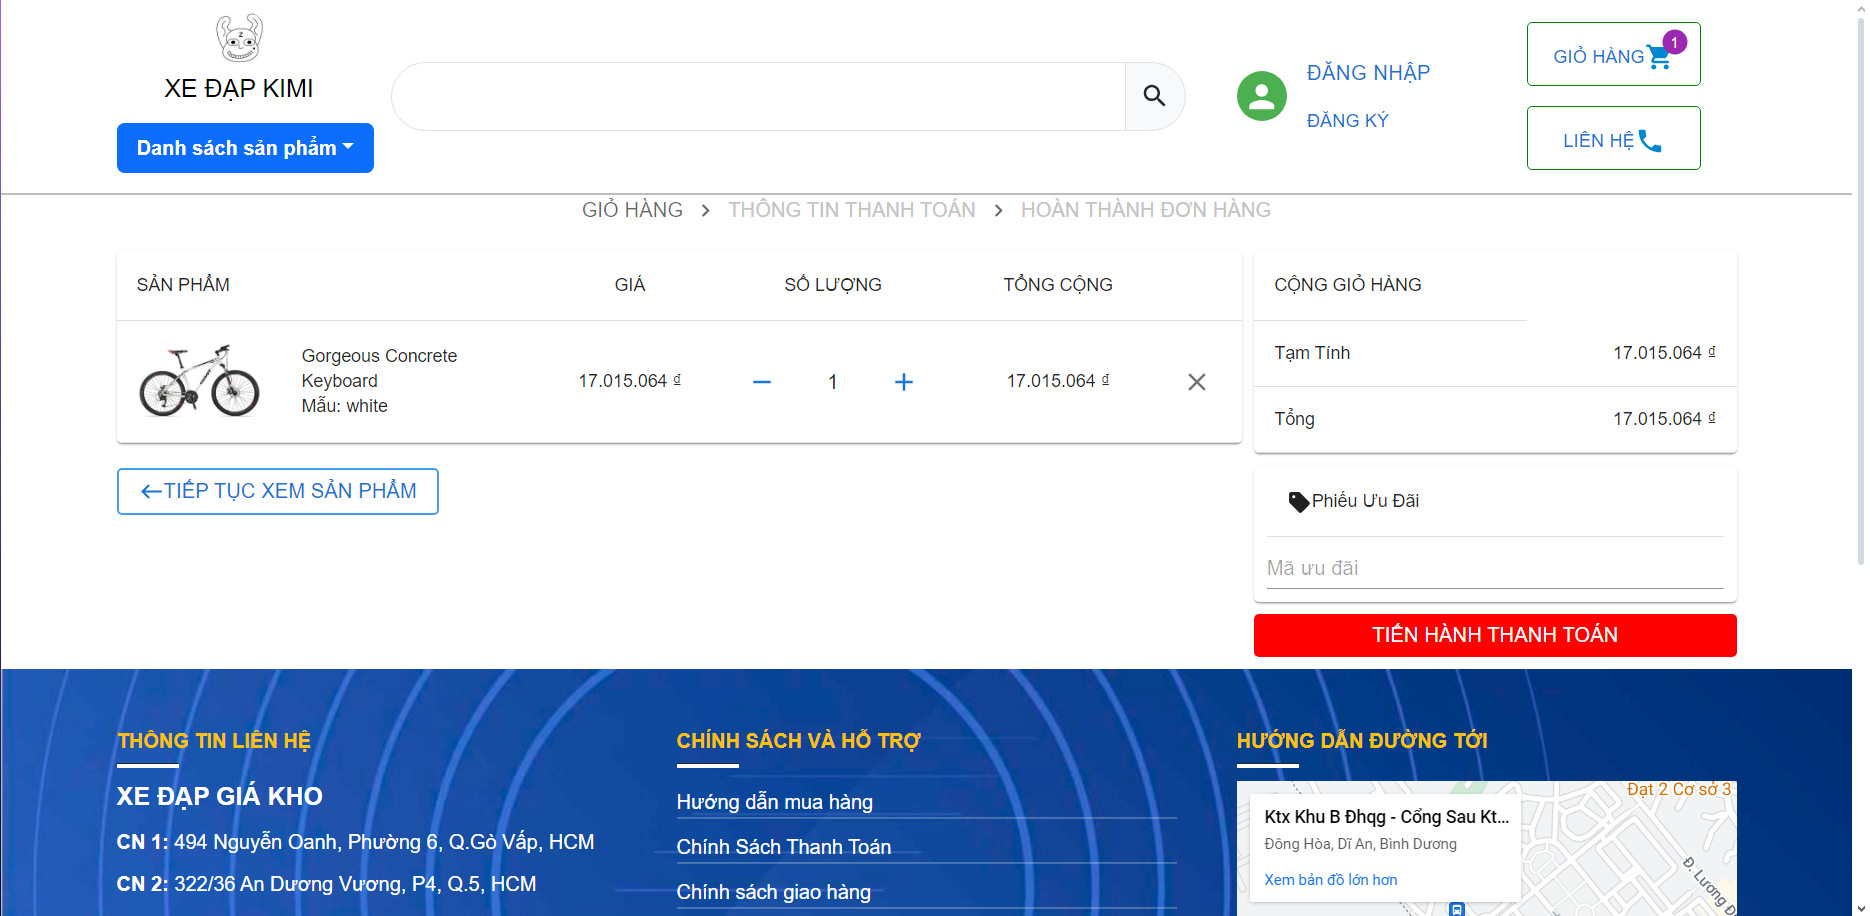 XE ĐẠP KIMI
Danh sách sản phẩm
ĐĂNG NHẬP
ĐĂNG KÝ
GIỎ HÀNG 1
LIÊN HỆ
GIỎ HÀNG > THÔNG TIN THANH TOÁN > HOÀN THÀNH ĐƠN HÀNG
SẢN PHẨM GIÁ SỐ LƯỢNG TỔNG CỘNG
Gorgeous Concrete
Keyboard
Mẫu: white
17.015.064 ₫ − 1 + 17.015.064 ₫
TIẾP TỤC XEM SẢN PHẨM
CỘNG GIỎ HÀNG
Tạm Tính 17.015.064 ₫
Tổng 17.015.064 ₫
Phiếu Ưu Đãi
Mã ưu đãi
TIẾN HÀNH THANH TOÁN
THÔNG TIN LIÊN HỆ
XE ĐẠP GIÁ KHO
CN 1: 494 Nguyễn Oanh, Phường 6, Q.Gò Vấp, HCM
CN 2: 322/36 An Dương Vương, P4, Q.5, HCM
CHÍNH SÁCH VÀ HỖ TRỢ
Hướng dẫn mua hàng
Chính Sách Thanh Toán
Chính sách giao hàng
HƯỚNG DẪN ĐƯỜNG TỚI
Đạt 2 Cơ sở 3
Ktx Khu B Đhqg - Cổng Sau Kt...
Đông Hòa, Dĩ An, Bình Dương
Xem bản đồ lớn hơn
Đ. Lương Đ